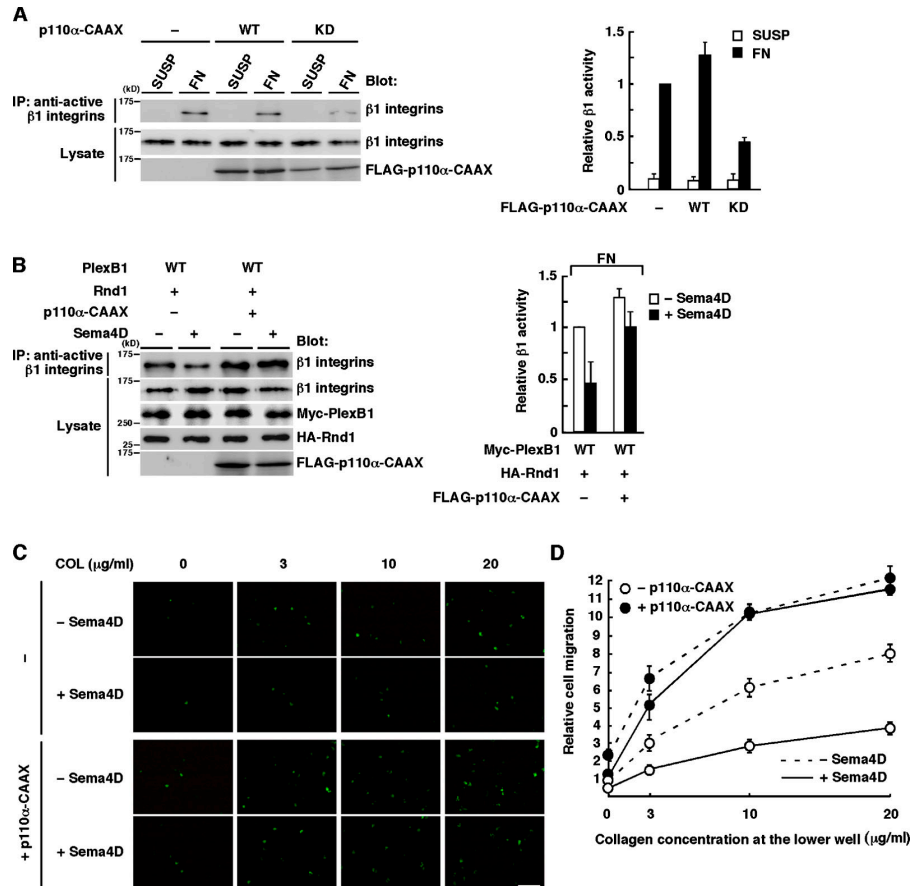 A
p110α-CAAX – WT KD
SUSP FN SUSP FN SUSP FN Blot:
(kD)
IP: anti-active β1 integrins 175 β1 integrins
Lysate 175 β1 integrins
175 FLAG-p110α-CAAX
Relative β1 activity
1.5
1
0.5
0
SUSP
FN
FLAG-p110α-CAAX – WT KD
B
PlexB1 WT WT
Rnd1 + +
p110α-CAAX – +
Sema4D – + – + Blot:
(kD)
IP: anti-active β1 integrins 175 β1 integrins
Lysate 175 β1 integrins
Myc-PlexB1
250
HA-Rnd1
25
175 FLAG-p110α-CAAX
FN
Relative β1 activity
1.5
1
0.5
0
– Sema4D
+ Sema4D
Myc-PlexB1 WT WT
HA-Rnd1 + +
FLAG-p110α-CAAX – +
C
COL (μg/ml) 0 3 10 20
–
– Sema4D
+ Sema4D
+ p110α-CAAX
– Sema4D
+ Sema4D
D
Relative cell migration
12
11
10
9
8
7
6
5
4
3
2
1
– p110α-CAAX
+ p110α-CAAX
– Sema4D
+ Sema4D
0 3 10 20
Collagen concentration at the lower well (μg/ml)